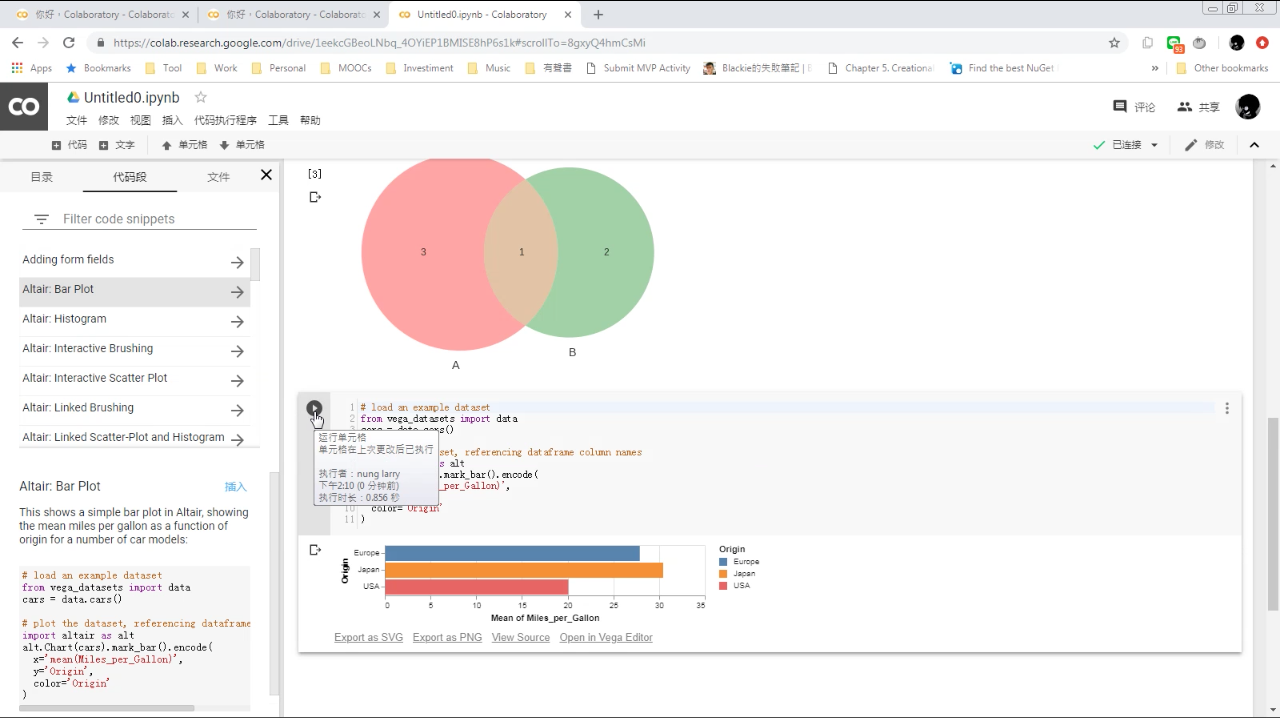 你好，Colaboratory - Colaborato
你好，Colaboratory - Colaborato
Untitled0.ipynb - Colaboratory
https://colab.research.google.com/drive/1eekcGBeoLNbq_4OYiEP1BMISE8hP6s1k#scrollTo=8gxyQ4hmCsMi
93
Apps Bookmarks Tool Work Personal MOOCs Investiment Music 有聲書 Submit MVP Activity Blackie的失敗筆記 | Chapter 5. Creationa Find the best NuGet » Other bookmarks
CO Untitled0.ipynb
文件 修改 视图 插入 代码执行程序 工具 帮助
评论 共享
代码 文字 单元格 单元格
已连接 修改
目录 代码段 文件
Filter code snippets
Adding form fields
Altair: Bar Plot
Altair: Histogram
Altair: Interactive Brushing
Altair: Interactive Scatter Plot
Altair: Linked Brushing
Altair: Linked Scatter-Plot and Histogram
Altair: Bar Plot 插入
This shows a simple bar plot in Altair, showing
the mean miles per gallon as a function of
origin for a number of car models:
# load an example dataset
from vega_datasets import data
cars = data.cars()
# plot the dataset, referencing dataframe
import altair as alt
alt.Chart(cars).mark_bar().encode(
x='mean(Miles_per_Gallon)',
y='Origin',
color='Origin'
)
[3]
3 1 2
A B
1 # load an example dataset
2 from vega_datasets import data
cars = data.cars()
set, referencing dataframe column names
s alt
.mark_bar().encode(
_per_Gallon)',
10 color='Origin'
11 )
运行单元格
单元格在上次更改后已执行
执行者：nung larry
下午2:10 (0 分钟前)
执行时长：0.856 秒
Origin
Europe
Japan
USA
0 5 10 15 20 25 30 35
Mean of Miles_per_Gallon
Origin
Europe
Japan
USA
Export as SVG Export as PNG View Source Open in Vega Editor